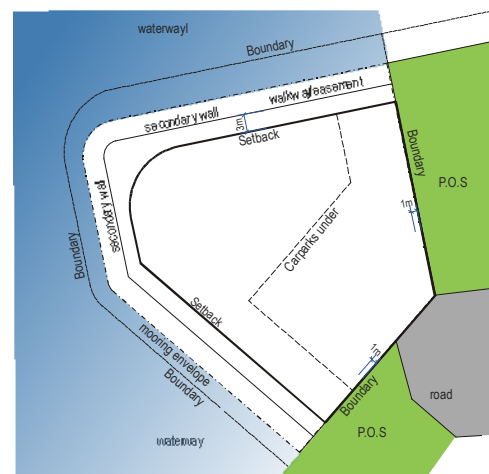 waterwayl
Boundary
walkway easement
secondary wall
3m
Setback
Boundary
P.O.S
1m
secondary wall
Carparks under
Boundary
Setback
mooring envelope
1m
Boundary
Boundary
road
P.O.S
waterway